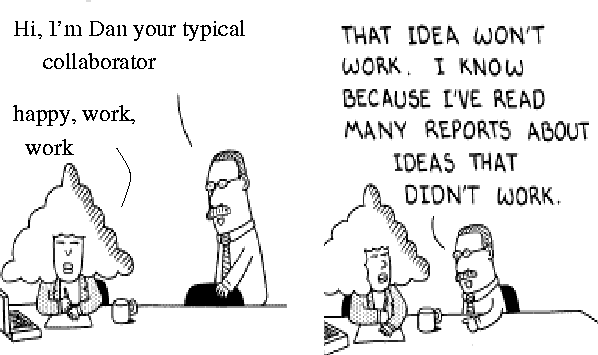 Hi, I'm Dan your typical
collaborator
happy, work,
work
THAT IDEA WON'T
WORK. I KNOW
BECAUSE I'VE READ
MANY REPORTS ABOUT
IDEAS THAT
DIDN'T WORK.